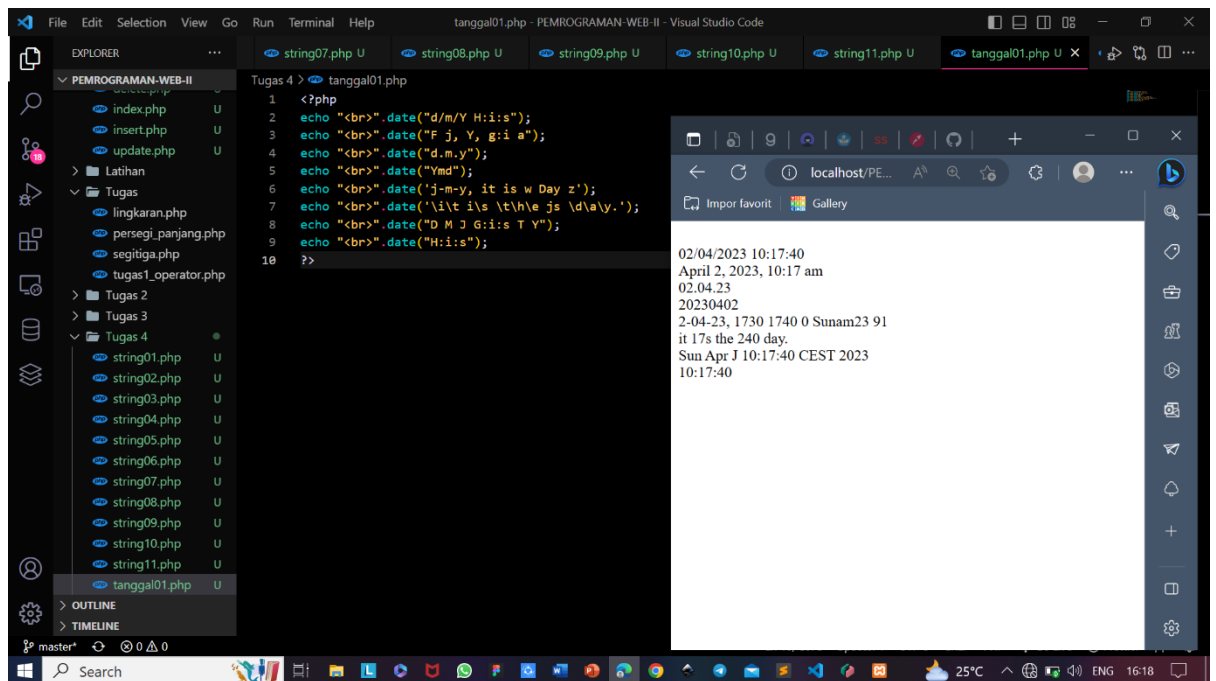 File Edit Selection View Go Run Terminal Help tanggal01.php - PEMROGRAMAN-WEB-II - Visual Studio Code
EXPLORER ...
string07.php U string08.php U string09.php U string10.php U string11.php U tanggal01.php U
PEMROGRAMAN-WEB-II
delete.php U
index.php U
insert.php U
update.php U
Latihan
Tugas
lingkaran.php
persegi_panjang.php
segitiga.php
tugas1_operator.php
Tugas 2
Tugas 3
Tugas 4
string01.php U
string02.php U
string03.php U
string04.php U
string05.php U
string06.php U
string07.php U
string08.php U
string09.php U
string10.php U
string11.php U
tanggal01.php U
OUTLINE
TIMELINE
18
Tugas 4 > tanggal01.php
1 <?php
2 echo "<br>".date("d/m/Y H:i:s");
3 echo "<br>".date("F j, Y, g:i a");
4 echo "<br>".date("d.m.y");
5 echo "<br>".date("Ymd");
6 echo "<br>".date('j-m-y, it is w Day z');
7 echo "<br>".date('\i\t i\s \t\h\e js \d\a\y.');
8 echo "<br>".date("D M J G:i:s T Y");
9 echo "<br>".date("H:i:s");
10 ?>
localhost/PE...
Impor favorit Gallery
02/04/2023 10:17:40
April 2, 2023, 10:17 am
02.04.23
20230402
2-04-23, 1730 1740 0 Sunam23 91
it 17s the 240 day.
Sun Apr J 10:17:40 CEST 2023
10:17:40
master* 0 0
Search 25°C ENG 16:18